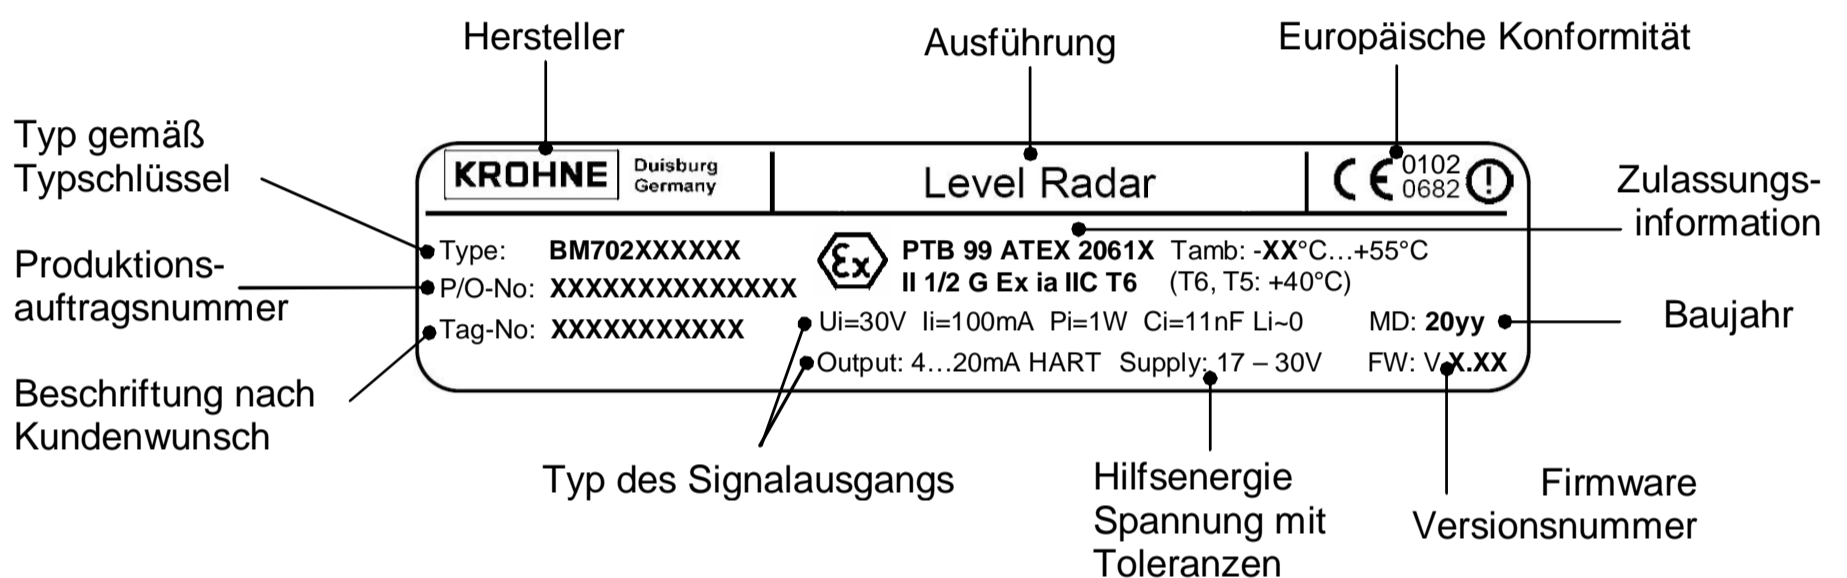 Hersteller
Ausführung
Europäische Konformität
Typ gemäß
Typschlüssel
Produktions-
auftragsnummer
Beschriftung nach
Kundenwunsch
KROHNE
Duisburg
Germany
Level Radar
CE 0102
0682
Type: BM702XXXXXX
P/O-No: XXXXXXXXXXXXXX
Tag-No: XXXXXXXXXXX
Ex
PTB 99 ATEX 2061X Tamb: -XX°C...+55°C
II 1/2 G Ex ia IIC T6 (T6, T5: +40°C)
Ui=30V Ii=100mA Pi=1W Ci=11nF Li~0 MD: 20yy
Output: 4...20mA HART Supply: 17 – 30V FW: V.X.XX
Zulassungs-
information
Baujahr
Typ des Signalausgangs
Hilfsenergie
Spannung mit
Toleranzen
Firmware
Versionsnummer